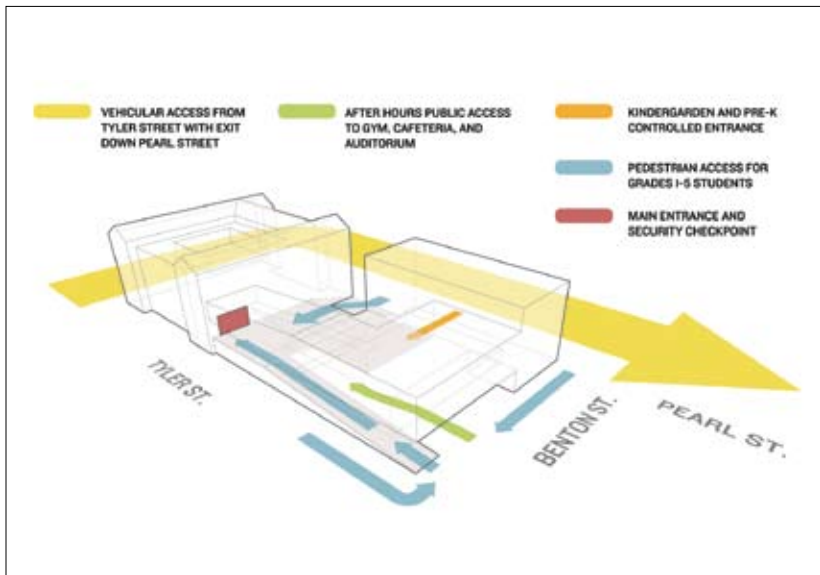 VEHICULAR ACCESS FROM
TYLER STREET WITH EXIT
DOWN PEARL STREET
AFTER HOURS PUBLIC ACCESS
TO GYM, CAFETERIA, AND
AUDITORIUM
KINDERGARDEN AND PRE-K
CONTROLLED ENTRANCE
PEDESTRIAN ACCESS FOR
GRADES 1-5 STUDENTS
MAIN ENTRANCE AND
SECURITY CHECKPOINT
TYLER ST.
BENTON ST.
PEARL ST.